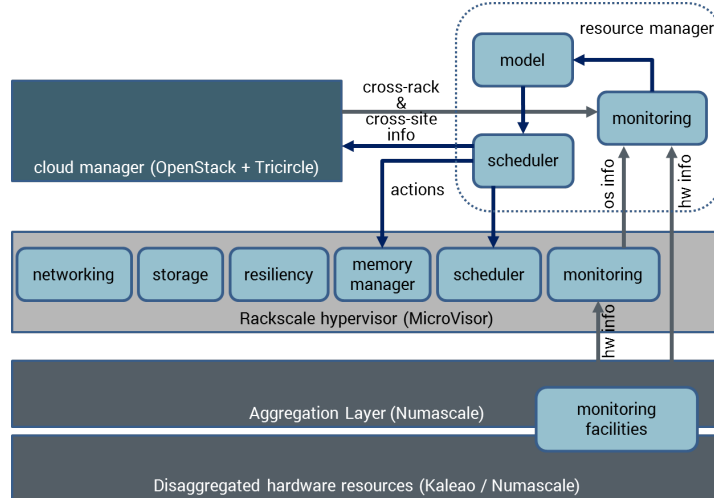 resource manager
model
cross-rack
&
cross-site
info
monitoring
scheduler
cloud manager (OpenStack + Tricircle)
actions
os info
hw info
networking
storage
resiliency
memory
manager
scheduler
monitoring
Rackscale hypervisor (MicroVisor)
hw info
Aggregation Layer (Numascale)
monitoring
facilities
Disaggregated hardware resources (Kaleao / Numascale)